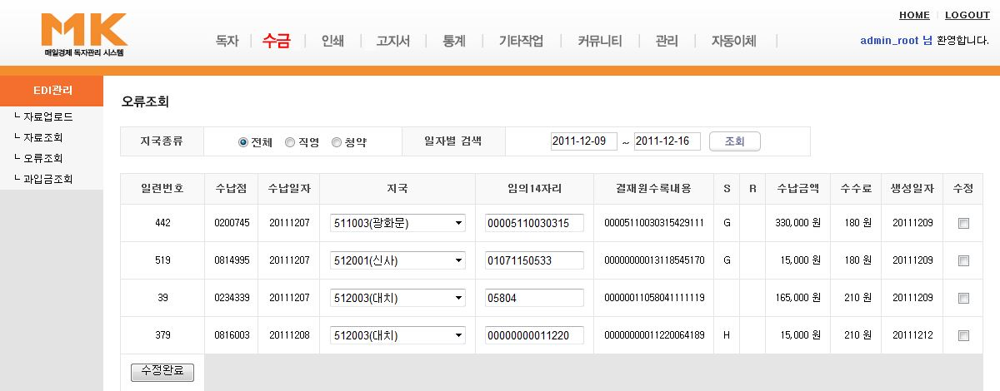 HOME | LOGOUT
MK
매일경제 독자관리 시스템
독자 | 수금 | 인쇄 | 고지서 | 통계 | 기타작업 | 커뮤니티 | 관리 | 자동이체 |
admin_root 님 환영합니다.
EDI관리
└ 자료업로드
└ 자료조회
└ 오류조회
└ 과입금조회
오류조회
지국종류 전체 직영 청약 일자별 검색 2011-12-09 ~ 2011-12-16 조회
일련번호 수납점 수납일자 지국 임의14자리 결재원수록내용 S R 수납금액 수수료 생성일자 수정
442 0200745 20111207 511003(광화문) 00005110030315 00005110030315429111 G 330,000 원 180 원 20111209
519 0814995 20111207 512001(신사) 01071150533 00000000013118545170 G 15,000 원 180 원 20111209
39 0234339 20111207 512003(대치) 05804 00000011058041111119 165,000 원 210 원 20111209
379 0816003 20111208 512003(대치) 00000000011220 00000000011220064189 H 15,000 원 210 원 20111212
수정완료